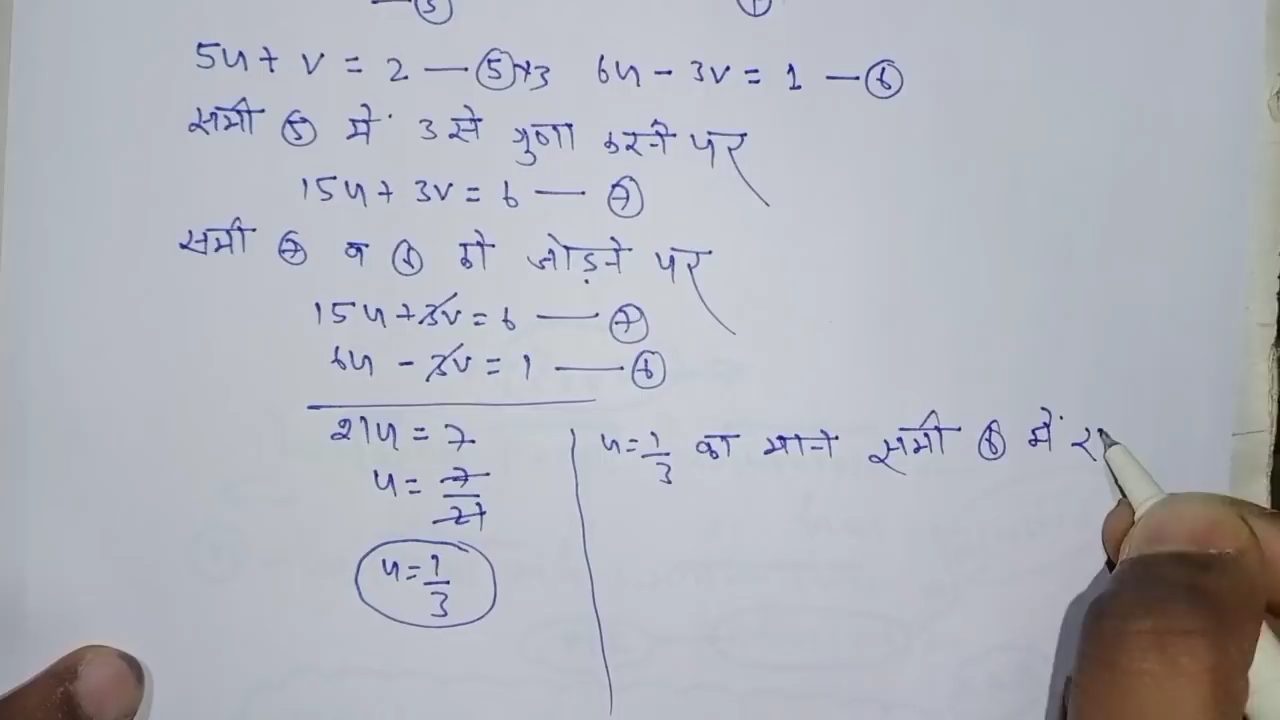 5u + v = 2 — ⑤×3 6u - 3v = 1 — ⑥
समी ⑤ में 3 से गुणा करने पर
15u + 3v = 6 — ⑦
समी ⑦ व ⑥ को जोड़ने पर
15u + 3v = 6 — ⑦
6u - 3v = 1 — ⑥
21u = 7
u = 7/21
u = 1/3
u = 1/3 का मान समी ⑥ में